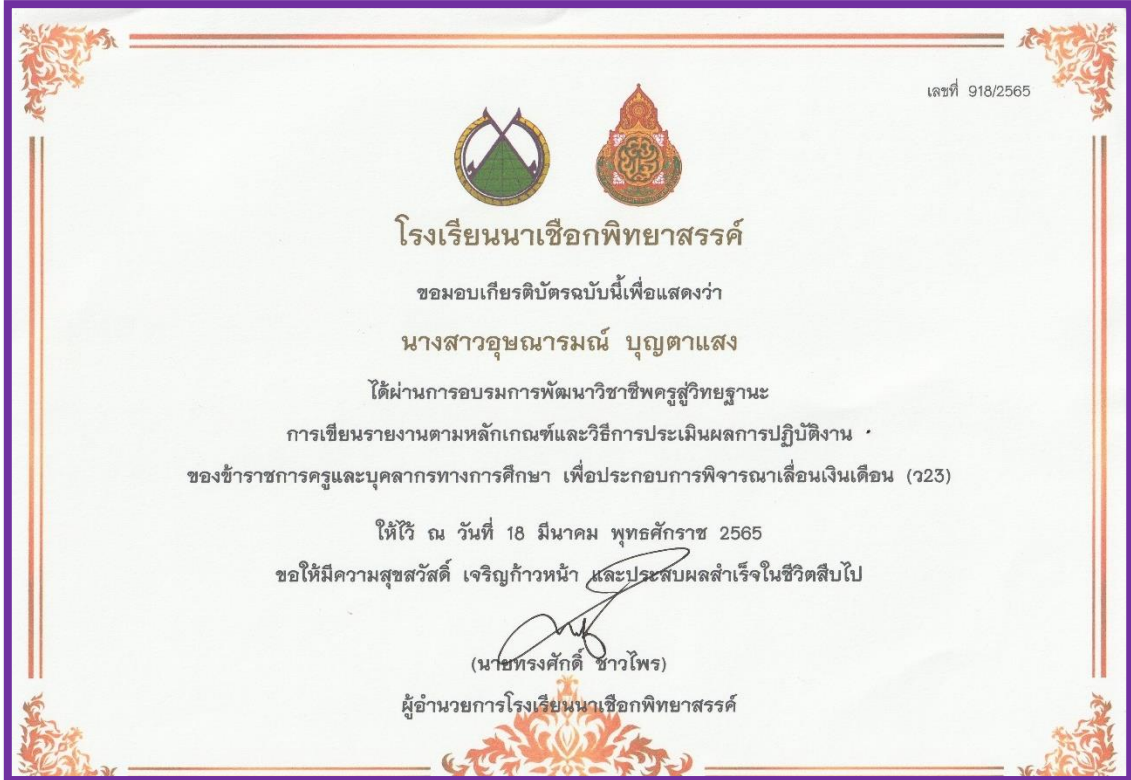 เลขที่ 918/2565
โรงเรียนนาเชือกพิทยาสรรค์
ขอมอบเกียรติบัตรฉบับนี้เพื่อแสดงว่า
นางสาวอุษณารมณ์ บุญตาแสง
ได้ผ่านการอบรมการพัฒนาวิชาชีพครูสู่วิทยฐานะ
การเขียนรายงานตามหลักเกณฑ์และวิธีการประเมินผลการปฏิบัติงาน
ของข้าราชการครูและบุคลากรทางการศึกษา เพื่อประกอบการพิจารณาเลื่อนเงินเดือน (ว23)
ให้ไว้ ณ วันที่ 18 มีนาคม พุทธศักราช 2565
ขอให้มีความสุขสวัสดิ์ เจริญก้าวหน้า และประสบผลสำเร็จในชีวิตสืบไป
(นายทรงศักดิ์ ชาวไพร)
ผู้อำนวยการโรงเรียนนาเชือกพิทยาสรรค์